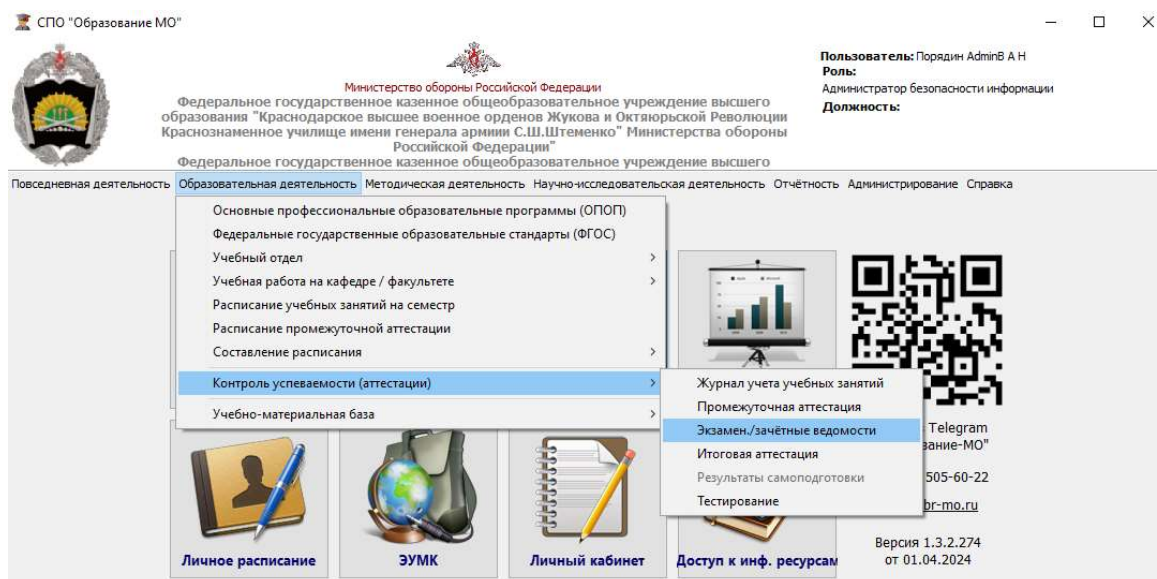 СПО "Образование МО"
Министерство обороны Российской Федерации
Федеральное государственное казенное общеобразовательное учреждение высшего
образования "Краснодарское высшее военное орденов Жукова и Октяюрьской Революции
Краснознаменное училище имени генерала армиии С.Ш.Штеменко" Министерства обороны
Российской Федерации"
Федеральное государственное казенное общеобразовательное учреждение высшего
Пользователь: Порядин AdminB А Н
Роль:
Администратор безопасности информации
Должность:
Повседневная деятельность Образовательная деятельность Методическая деятельность Научно-исследовательская деятельность Отчётность Администрирование Справка
Основные профессиональные образовательные программы (ОПОП)
Федеральные государственные образовательные стандарты (ФГОС)
Учебный отдел
Учебная работа на кафедре / факультете
Расписание учебных занятий на семестр
Расписание промежуточной аттестации
Составление расписания
Контроль успеваемости (аттестации)
Учебно-материальная база
Журнал учета учебных занятий
Промежуточная аттестация
Экзамен./зачётные ведомости
Итоговая аттестация
Результаты самоподготовки
Тестирование
Telegram
ание-МО"
505-60-22
br-mo.ru
Версия 1.3.2.274
от 01.04.2024
Личное расписание
ЭУМК
Личный кабинет
Доступ к инф. ресурсам